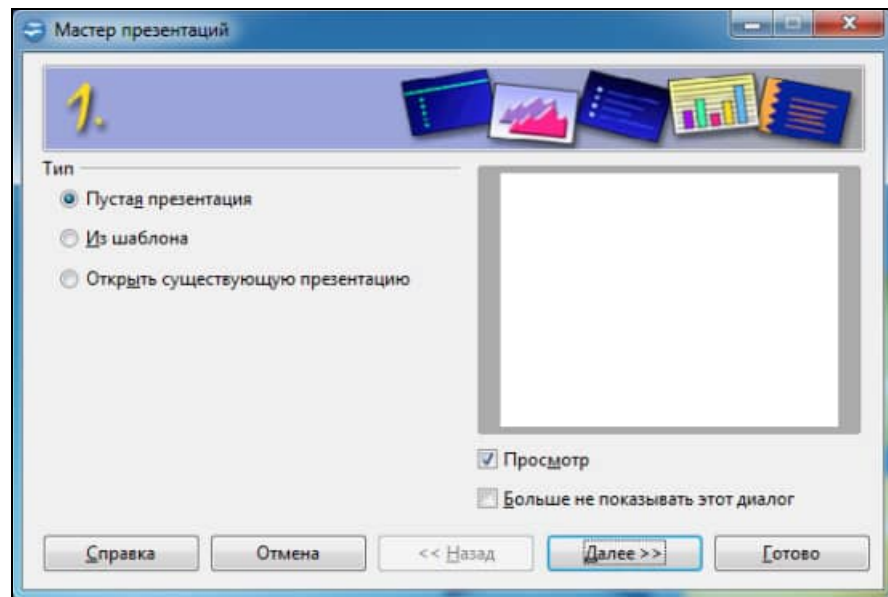 Мастер презентаций
1.
Тип
Пустая презентация
Из шаблона
Открыть существующую презентацию
Просмотр
Больше не показывать этот диалог
Справка
Отмена
<< Назад
Далее >>
Готово